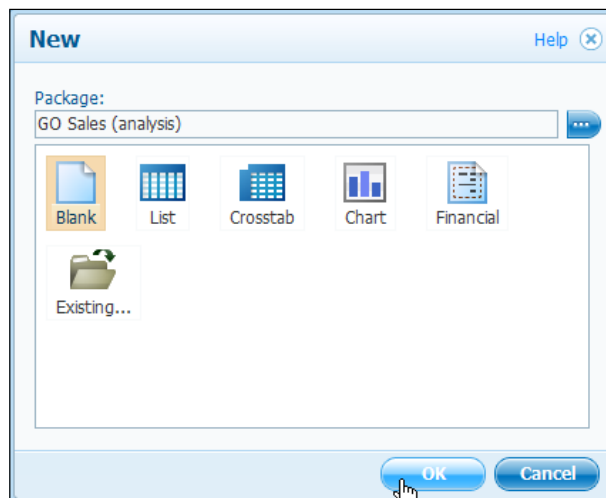 New Help
Package:
GO Sales (analysis)
Blank List Crosstab Chart Financial
Existing...
OK Cancel